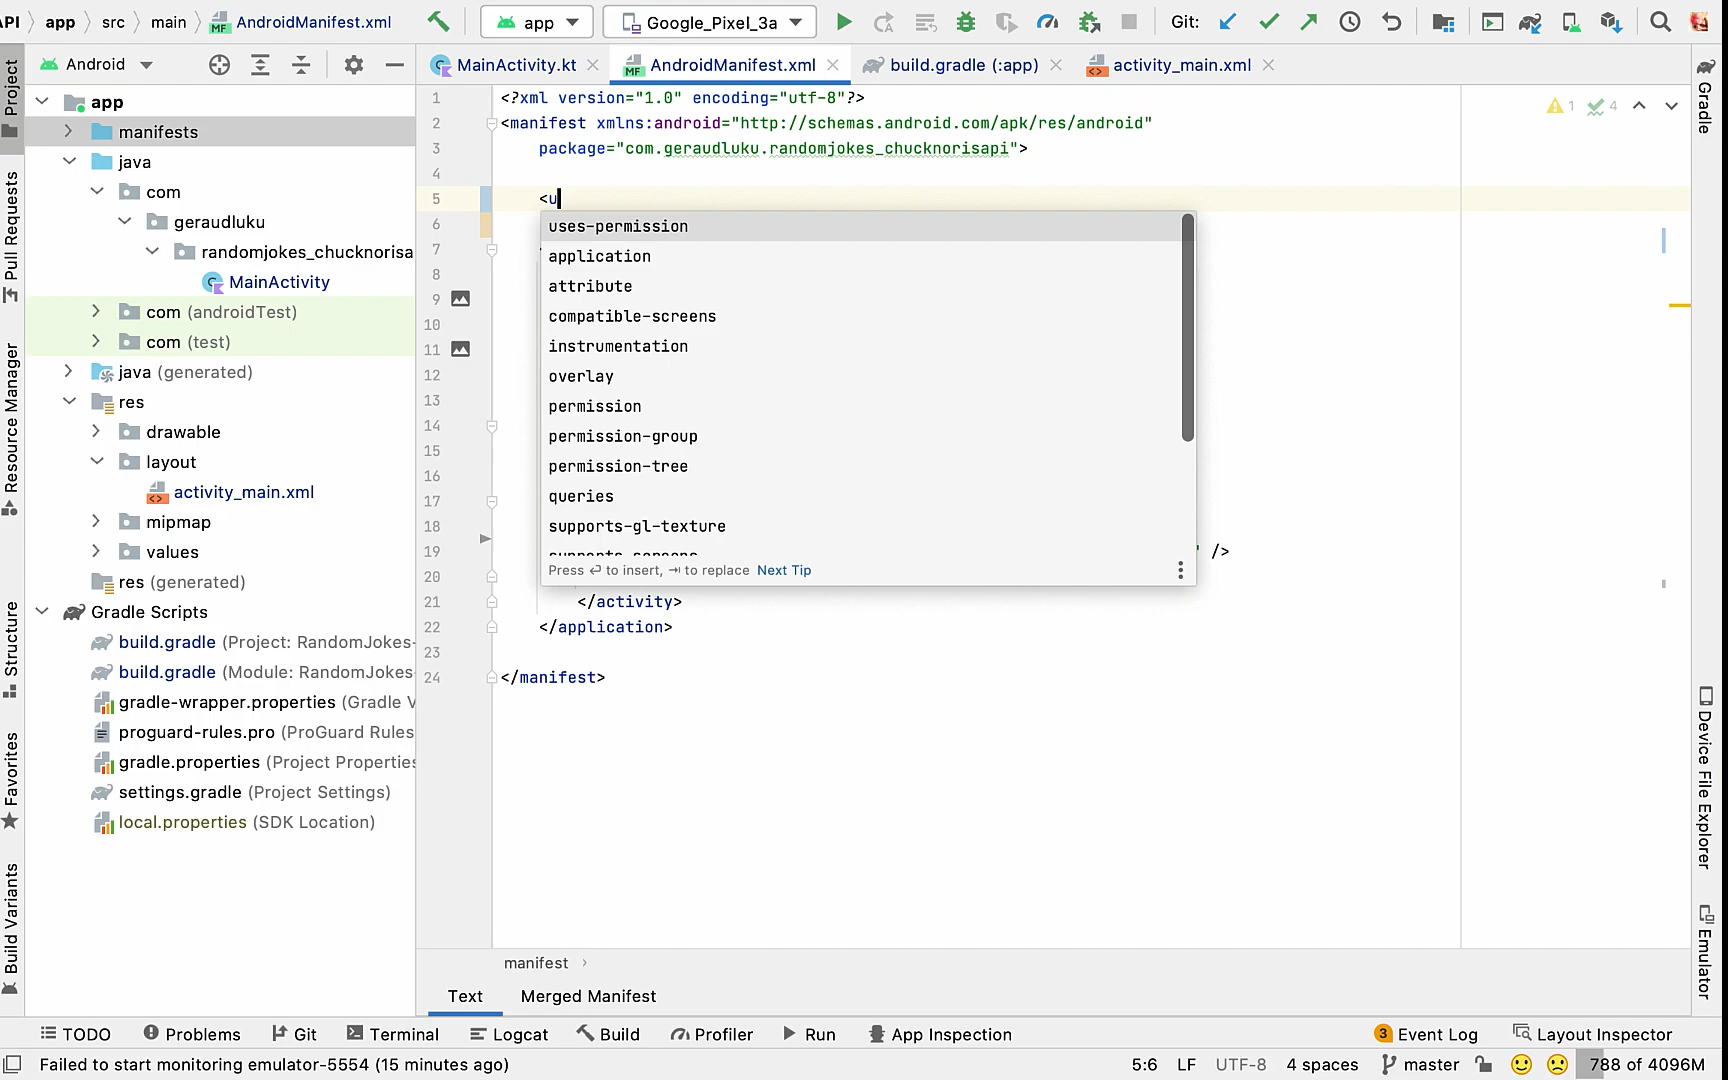 API app src main AndroidManifest.xml app Google_Pixel_3a Git:
Project
Pull Requests
Resource Manager
Structure
Favorites
Build Variants
Android
app
manifests
java
com
geraudluku
randomjokes_chucknorisa
MainActivity
com (androidTest)
com (test)
java (generated)
res
drawable
layout
activity_main.xml
mipmap
values
res (generated)
Gradle Scripts
build.gradle (Project: RandomJokes-
build.gradle (Module: RandomJokes-
gradle-wrapper.properties (Gradle V
proguard-rules.pro (ProGuard Rules
gradle.properties (Project Properties
settings.gradle (Project Settings)
local.properties (SDK Location)
MainActivity.kt AndroidManifest.xml build.gradle (:app) activity_main.xml
1 <?xml version="1.0" encoding="utf-8"?>
2 <manifest xmlns:android="http://schemas.android.com/apk/res/android"
3 package="com.geraudluku.randomjokes_chucknorisapi">
4
5 <u
6
7
8
9
10
11
12
13
14
15
16
17
18
19 " />
20
21 </activity>
22 </application>
23
24 </manifest>
1 4
uses-permission
application
attribute
compatible-screens
instrumentation
overlay
permission
permission-group
permission-tree
queries
supports-gl-texture
supports-screens
Press ↵ to insert, ⇥ to replace Next Tip
manifest
Text Merged Manifest
Gradle
Device File Explorer
Emulator
TODO Problems Git Terminal Logcat Build Profiler Run App Inspection 3 Event Log Layout Inspector
Failed to start monitoring emulator-5554 (15 minutes ago) 5:6 LF UTF-8 4 spaces master 788 of 4096M